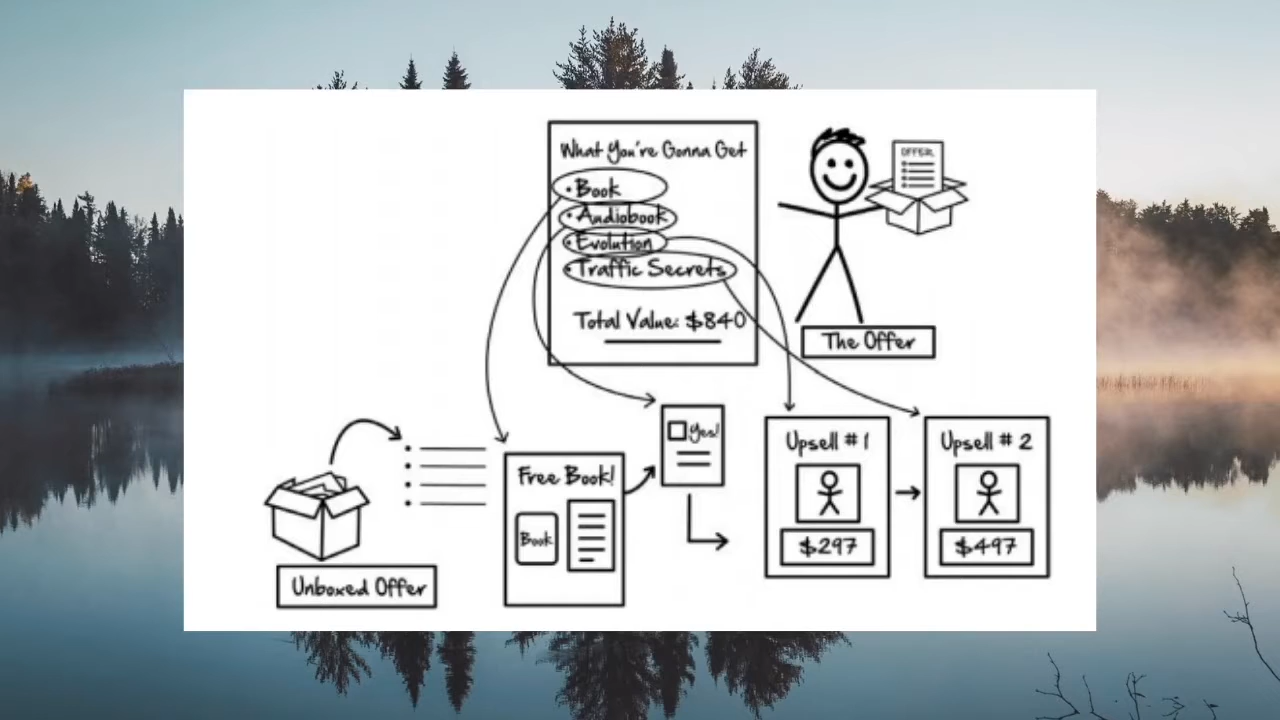 What You're Gonna Get
• Book
• Audiobook
• Evolution
• Traffic Secrets
Total Value: $840
OFFER
The Offer
Unboxed Offer
Free Book!
Book
Yes!
Upsell # 1
$297
Upsell # 2
$497